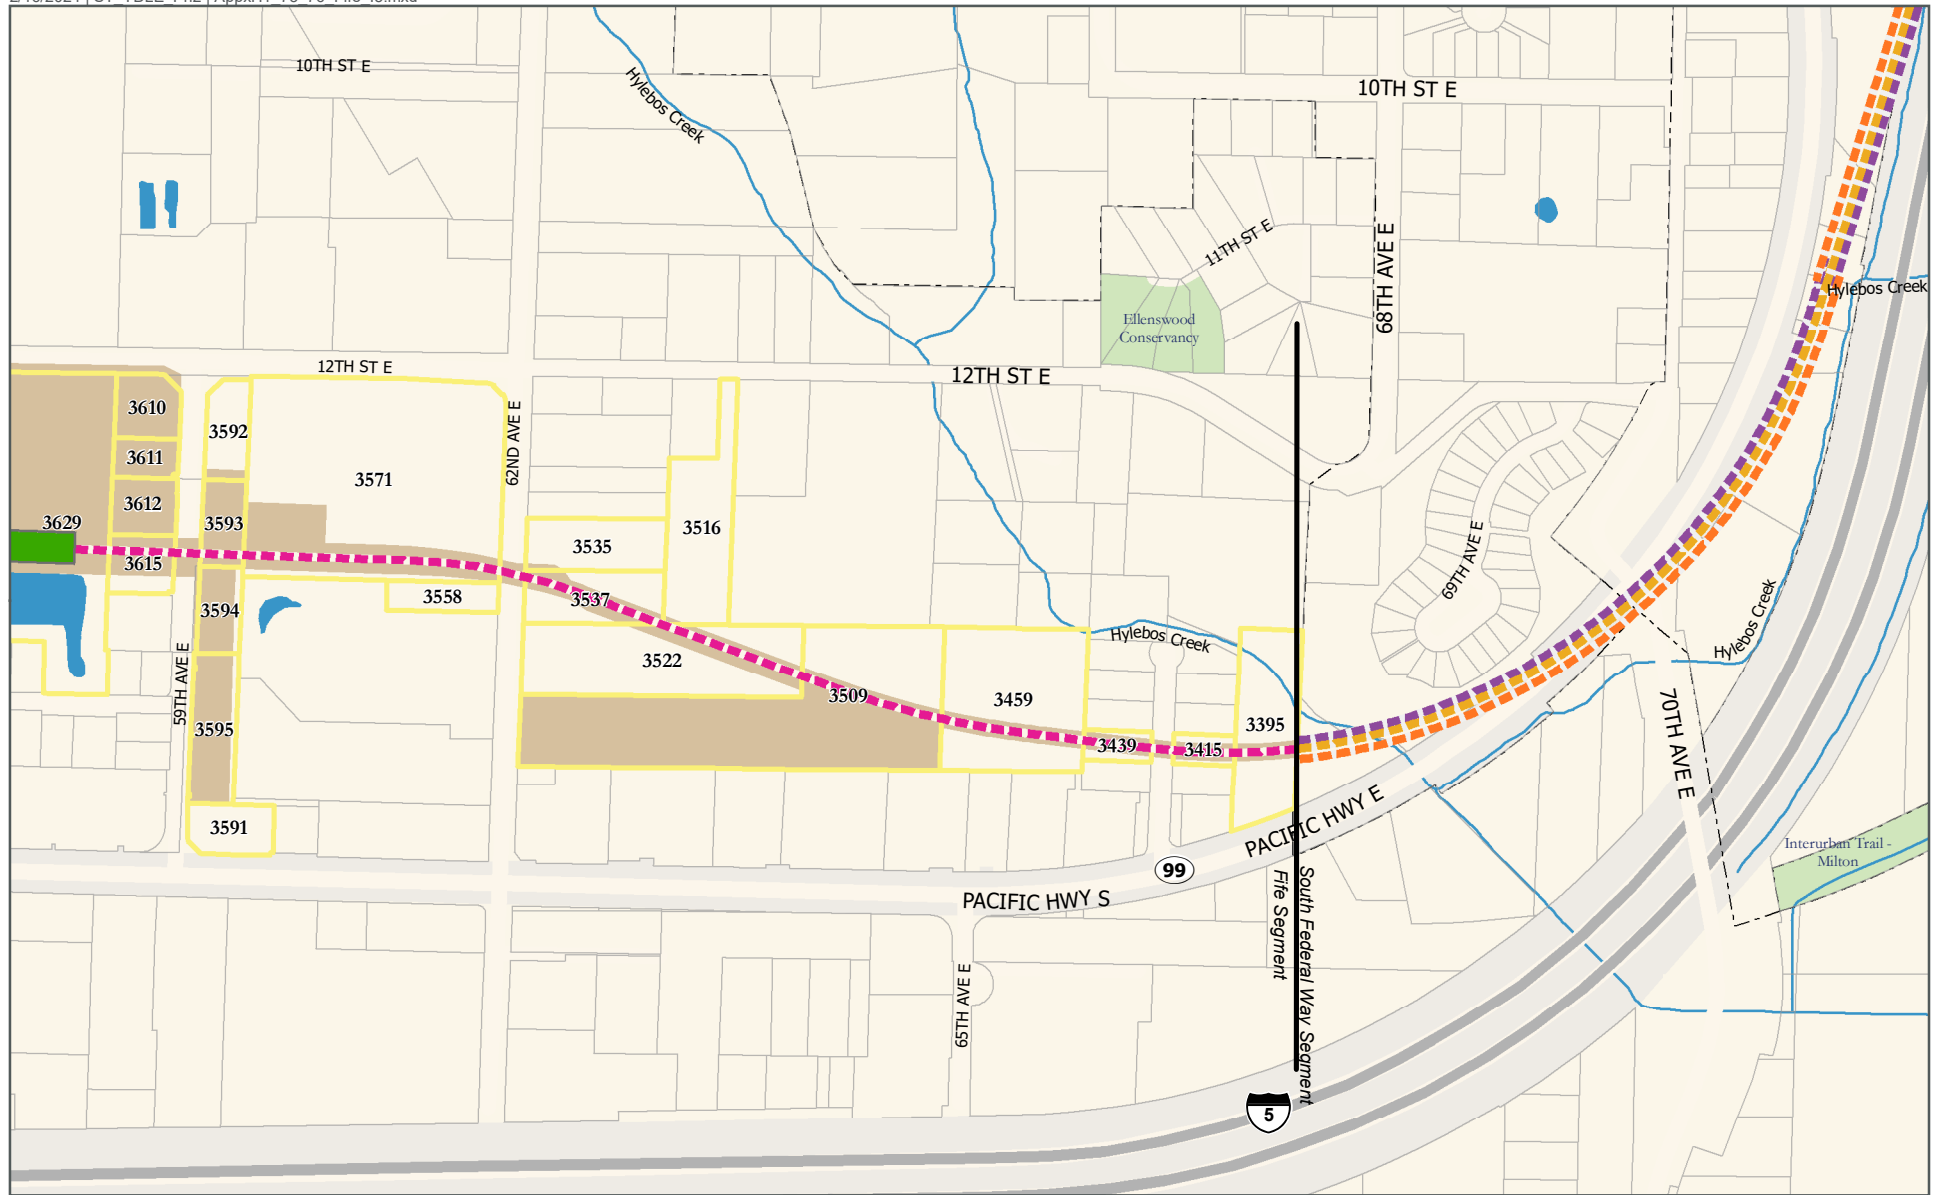 10TH ST E
Hylebos Creek
10TH ST E
11TH ST E
68TH AVE E
Hylebos Creek
Ellenswood
Conservancy
12TH ST E
12TH ST E
3610
3592
3611
62ND AVE E
3571
3612
3593
3629
3516
3535
3615
3558
3594
3537
69TH AVE E
Hylebos Creek
Hylebos Creek
3522
59TH AVE E
3509
3459
3395
3595
3439
3415
70TH AVE E
3591
PACIFIC HWY E
99
PACIFIC HWY S
Interurban Trail -
Milton
Fife Segment
South Federal Way Segment
65TH AVE E
5